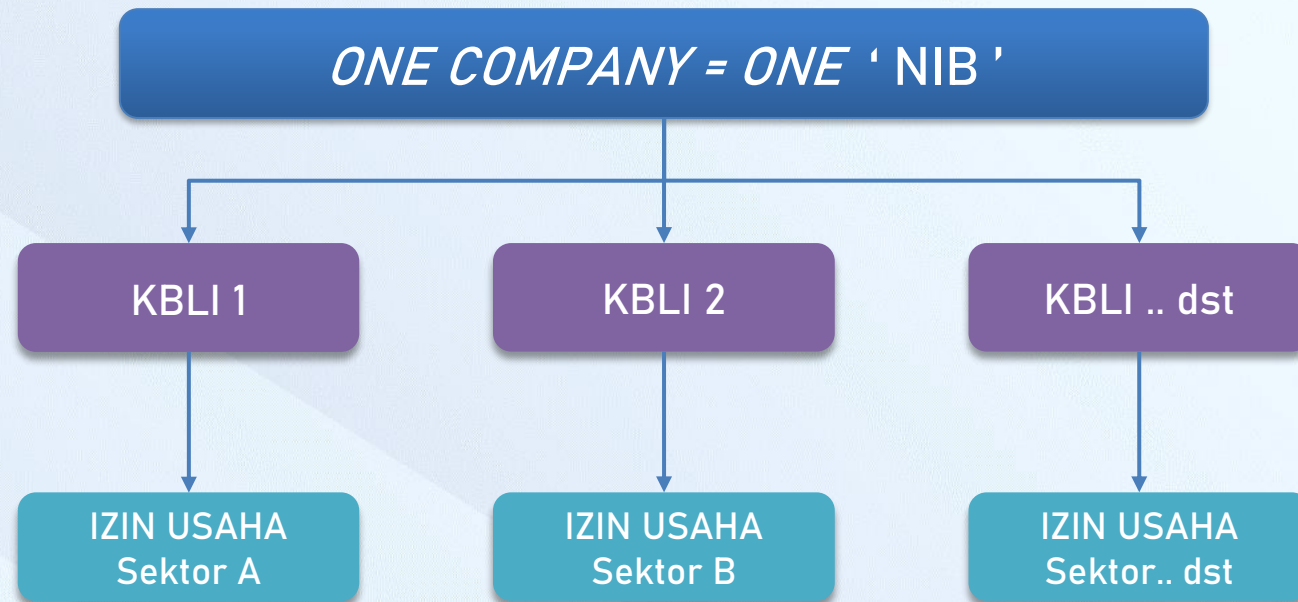 ONE COMPANY = ONE ‘ NIB ’
KBLI 1
KBLI 2
KBLI .. dst
IZIN USAHA
Sektor A
IZIN USAHA
Sektor B
IZIN USAHA
Sektor.. dst